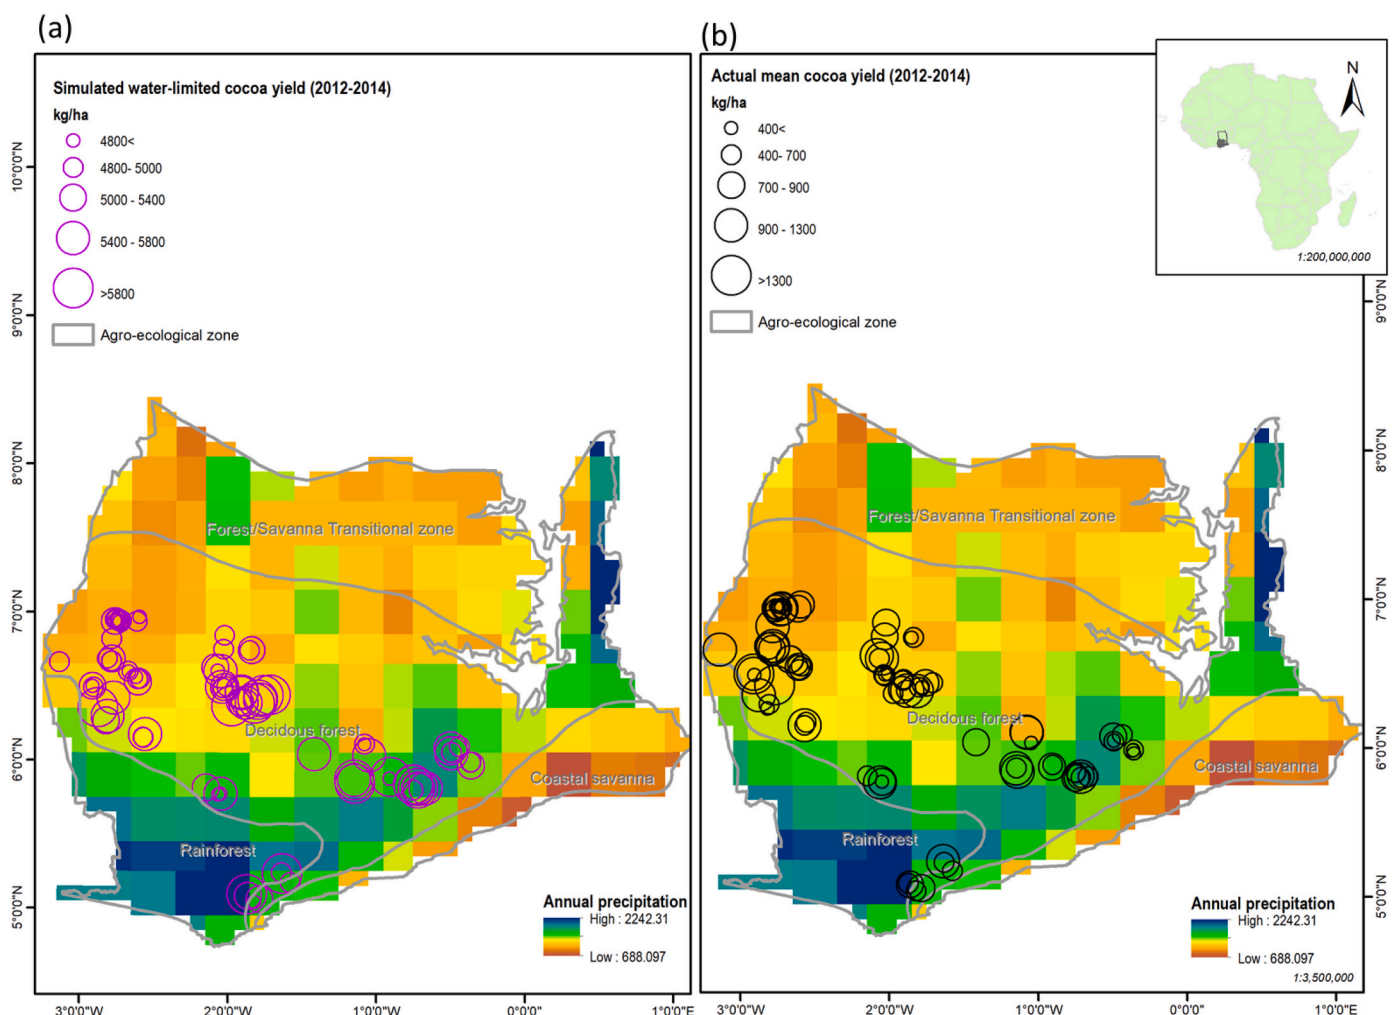 (a)
Simulated water-limited cocoa yield (2012-2014)
kg/ha
4800<
4800- 5000
5000 - 5400
5400 - 5800
>5800
Agro-ecological zone
10°0'0"N
9°0'0"N
8°0'0"N
7°0'0"N
6°0'0"N
5°0'0"N
Forest/Savanna Transitional zone
Decidous forest
Coastal savanna
Rainforest
Annual precipitation
High : 2242.31
Low : 688.097
3°0'0"W
2°0'0"W
1°0'0"W
0°0'0"
1°0'0"E
(b)
Actual mean cocoa yield (2012-2014)
kg/ha
400<
400- 700
700 - 900
900 - 1300
>1300
Agro-ecological zone
N
1:200,000,000
9°0'0"N
8°0'0"N
7°0'0"N
6°0'0"N
5°0'0"N
Forest/Savanna Transitional zone
Decidous forest
Coastal savanna
Rainforest
Annual precipitation
High : 2242.31
Low : 688.097
1:3,500,000
3°0'0"W
2°0'0"W
1°0'0"W
0°0'0"
1°0'0"E